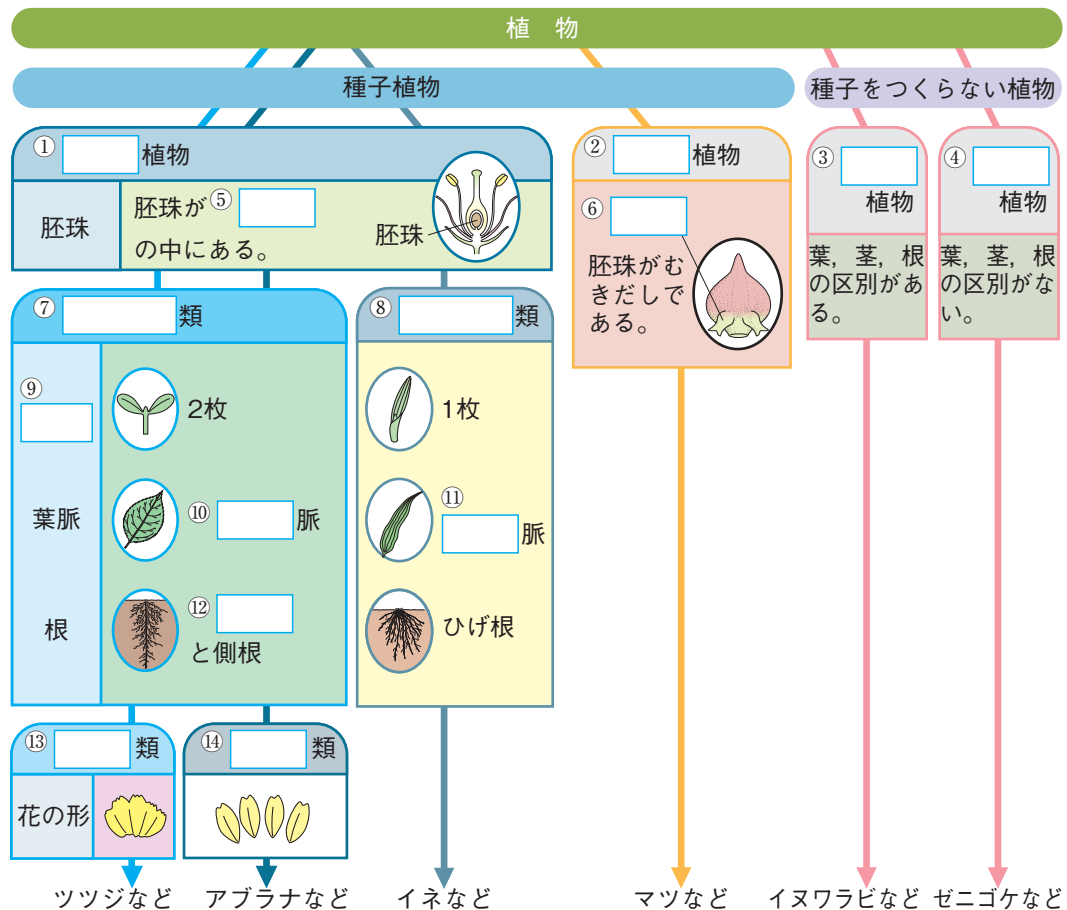 植　物
種子植物
種子をつくらない植物
① 植物
胚珠
胚珠が⑤
の中にある。
胚珠
② 植物
⑥
胚珠がむ
きだしで
ある。
③
植物
葉，茎，根
の区別があ
る。
④
植物
葉，茎，根
の区別がな
い。
⑦ 類
⑨
2枚
葉脈
⑩ 脈
根
⑫
と側根
⑧ 類
1枚
⑪
脈
ひげ根
⑬ 類
花の形
⑭ 類
ツツジなど
アブラナなど
イネなど
マツなど
イヌワラビなど
ゼニゴケなど